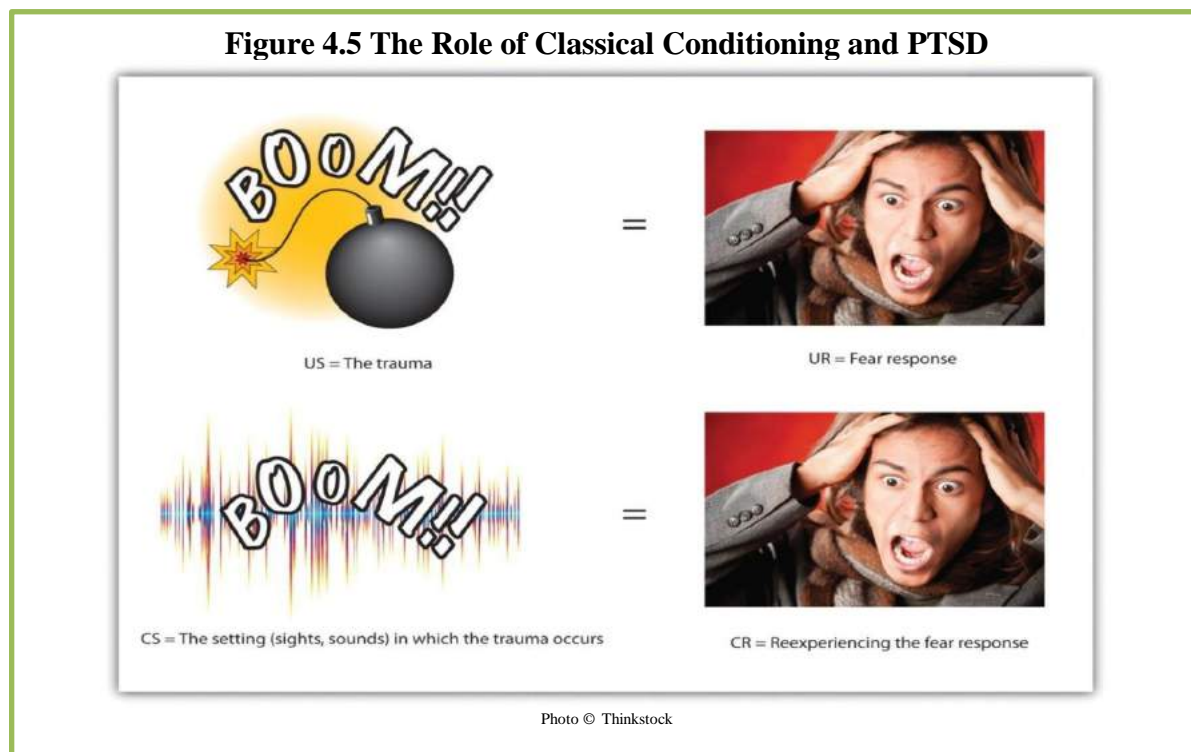 Figure 4.5 The Role of Classical Conditioning and PTSD
BOOM!!
=
US = The trauma
UR = Fear response
BOOM!!
=
CS = The setting (sights, sounds) in which the trauma occurs
CR = Reexperiencing the fear response
Photo © Thinkstock